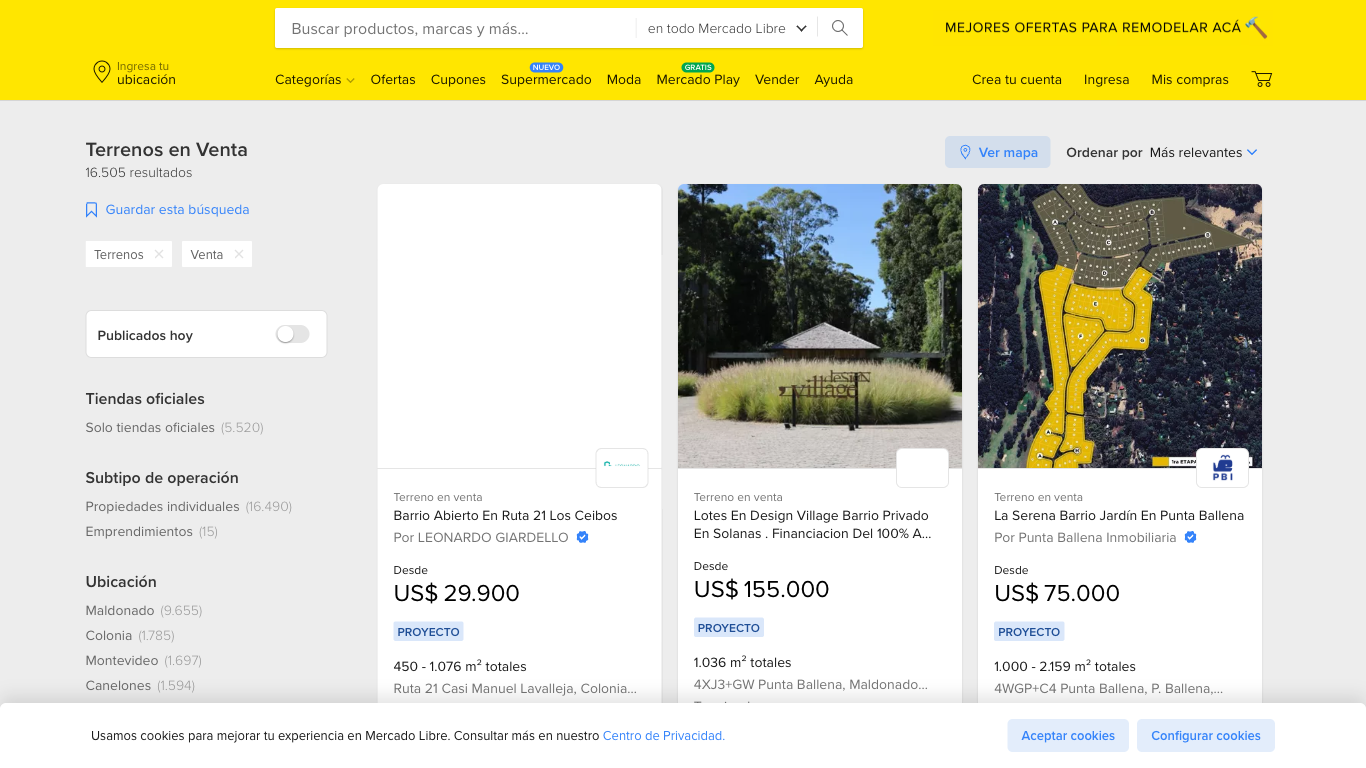 Buscar productos, marcas y más...
en todo Mercado Libre
MEJORES OFERTAS PARA REMODELAR ACÁ
Ingresa tu
ubicación
NUEVO
GRATIS
Categorías
Ofertas
Cupones
Supermercado
Moda
Mercado Play
Vender
Ayuda
Crea tu cuenta
Ingresa
Mis compras
Terrenos en Venta
16.505 resultados
Guardar esta búsqueda
Terrenos
Venta
Publicados hoy
Tiendas oficiales
Solo tiendas oficiales (5.520)
Subtipo de operación
Propiedades individuales (16.490)
Emprendimientos (15)
Ubicación
Maldonado (9.655)
Colonia (1.785)
Montevideo (1.697)
Canelones (1.594)
Ver mapa
Ordenar por Más relevantes
Terreno en venta
Barrio Abierto En Ruta 21 Los Ceibos
Por LEONARDO GIARDELLO
Desde
US$ 29.900
PROYECTO
450 - 1.076 m² totales
Ruta 21 Casi Manuel Lavalleja, Colonia...
design
village
Terreno en venta
Lotes En Design Village Barrio Privado
En Solanas . Financiacion Del 100% A...
Desde
US$ 155.000
PROYECTO
1.036 m² totales
4XJ3+GW Punta Ballena, Maldonado...
1ra ETAPA
PBI
Terreno en venta
La Serena Barrio Jardín En Punta Ballena
Por Punta Ballena Inmobiliaria
Desde
US$ 75.000
PROYECTO
1.000 - 2.159 m² totales
4WGP+C4 Punta Ballena, P. Ballena,...
Usamos cookies para mejorar tu experiencia en Mercado Libre. Consultar más en nuestro Centro de Privacidad.
Aceptar cookies
Configurar cookies